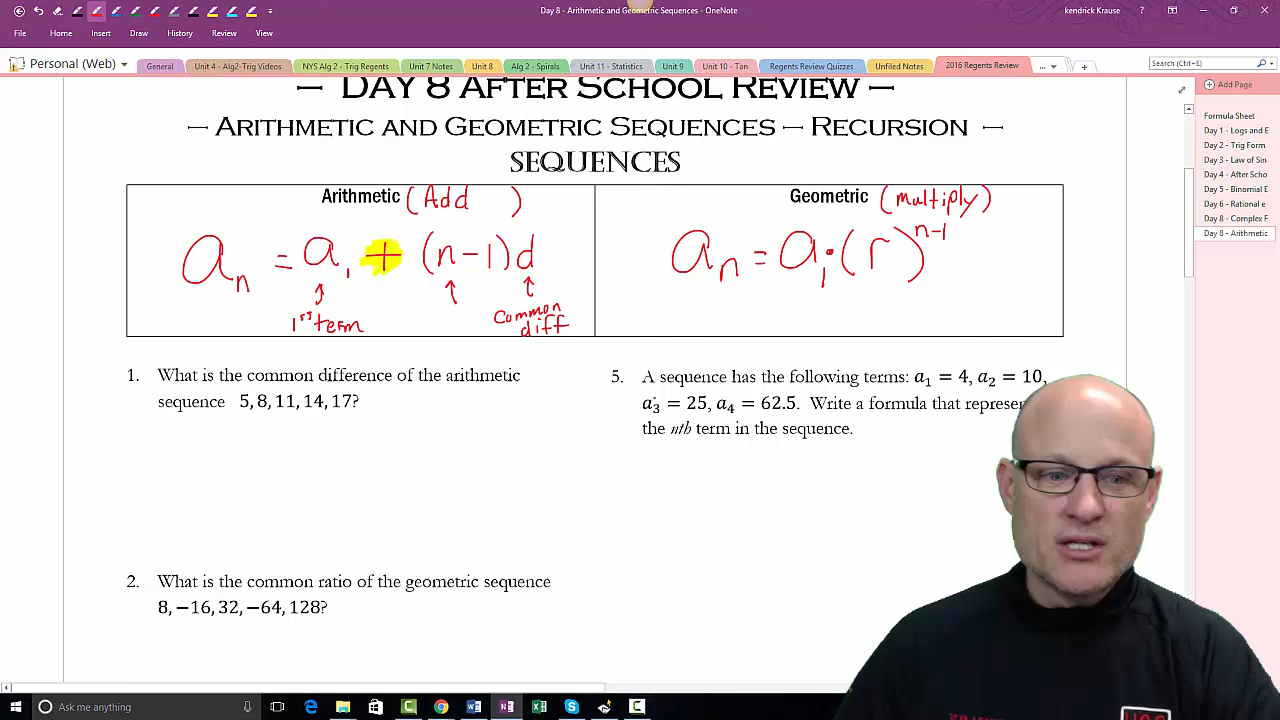 Day 8 - Arithmetic and Geometric Sequences - OneNote
kendrick Krause
File Home Insert Draw History Review View
Personal (Web)
General
Unit 4 - Alg2-Trig Videos
NYS Alg 2 - Trig Regents
Unit 7 Notes
Unit 8
Alg 2 - Spirals
Unit 11 - Statistics
Unit 9
Unit 10 - Tan
Regents Review Quizzes
Unfiled Notes
2016 Regents Review
...
Search (Ctrl+E)
Add Page
Formula Sheet
Day 1 - Logs and E
Day 2 - Trig Form
Day 3 - Law of Sin
Day 4 - After Scho
Day 5 - Binomial E
Day 6 - Rational e
Day 8 - Complex F
Day 8 - Arithmetic
— DAY 8 AFTER SCHOOL REVIEW —
— ARITHMETIC AND GEOMETRIC SEQUENCES — RECURSION —
SEQUENCES
Arithmetic (Add )
aₙ = a₁ + (n-1)d
1st term
Common diff
Geometric (multiply)
aₙ = a₁·(r)ⁿ⁻¹
1. What is the common difference of the arithmetic
sequence 5, 8, 11, 14, 17?
2. What is the common ratio of the geometric sequence
8, −16, 32, −64, 128?
5. A sequence has the following terms: a₁ = 4, a₂ = 10,
a₃ = 25, a₄ = 62.5. Write a formula that represen
the nth term in the sequence.
Ask me anything